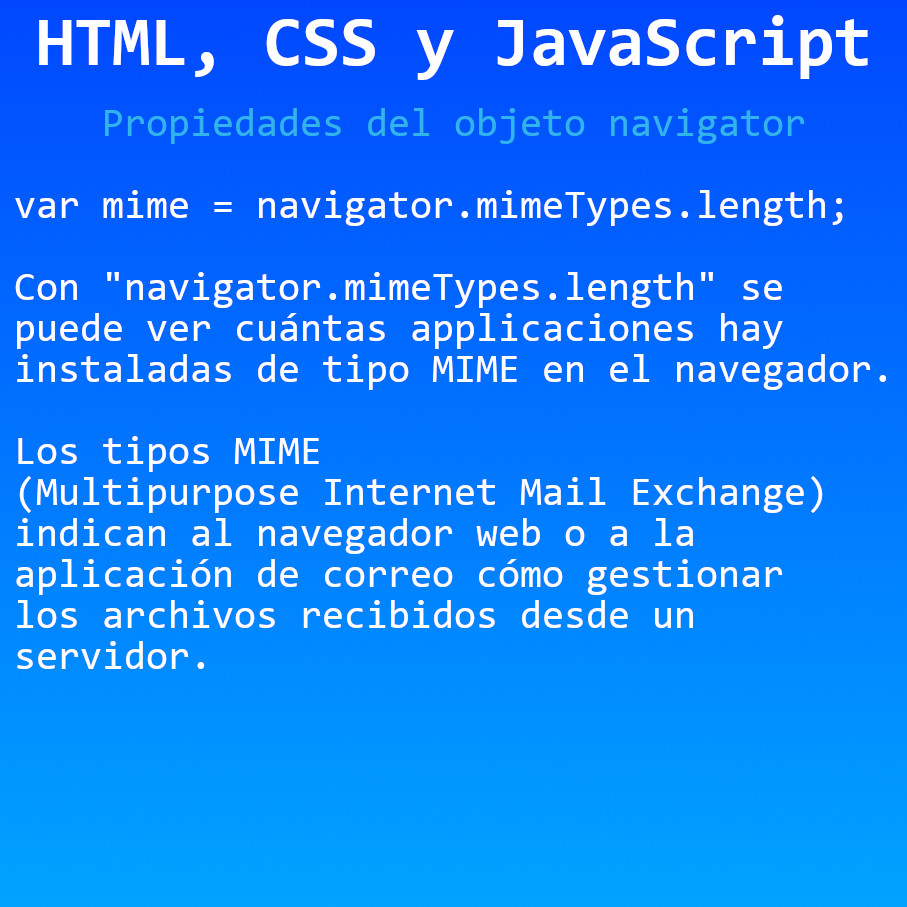 HTML, CSS y JavaScript
Propiedades del objeto navigator
var mime = navigator.mimeTypes.length;
Con "navigator.mimeTypes.length" se
puede ver cuántas applicaciones hay
instaladas de tipo MIME en el navegador.
Los tipos MIME
(Multipurpose Internet Mail Exchange)
indican al navegador web o a la
aplicación de correo cómo gestionar
los archivos recibidos desde un
servidor.